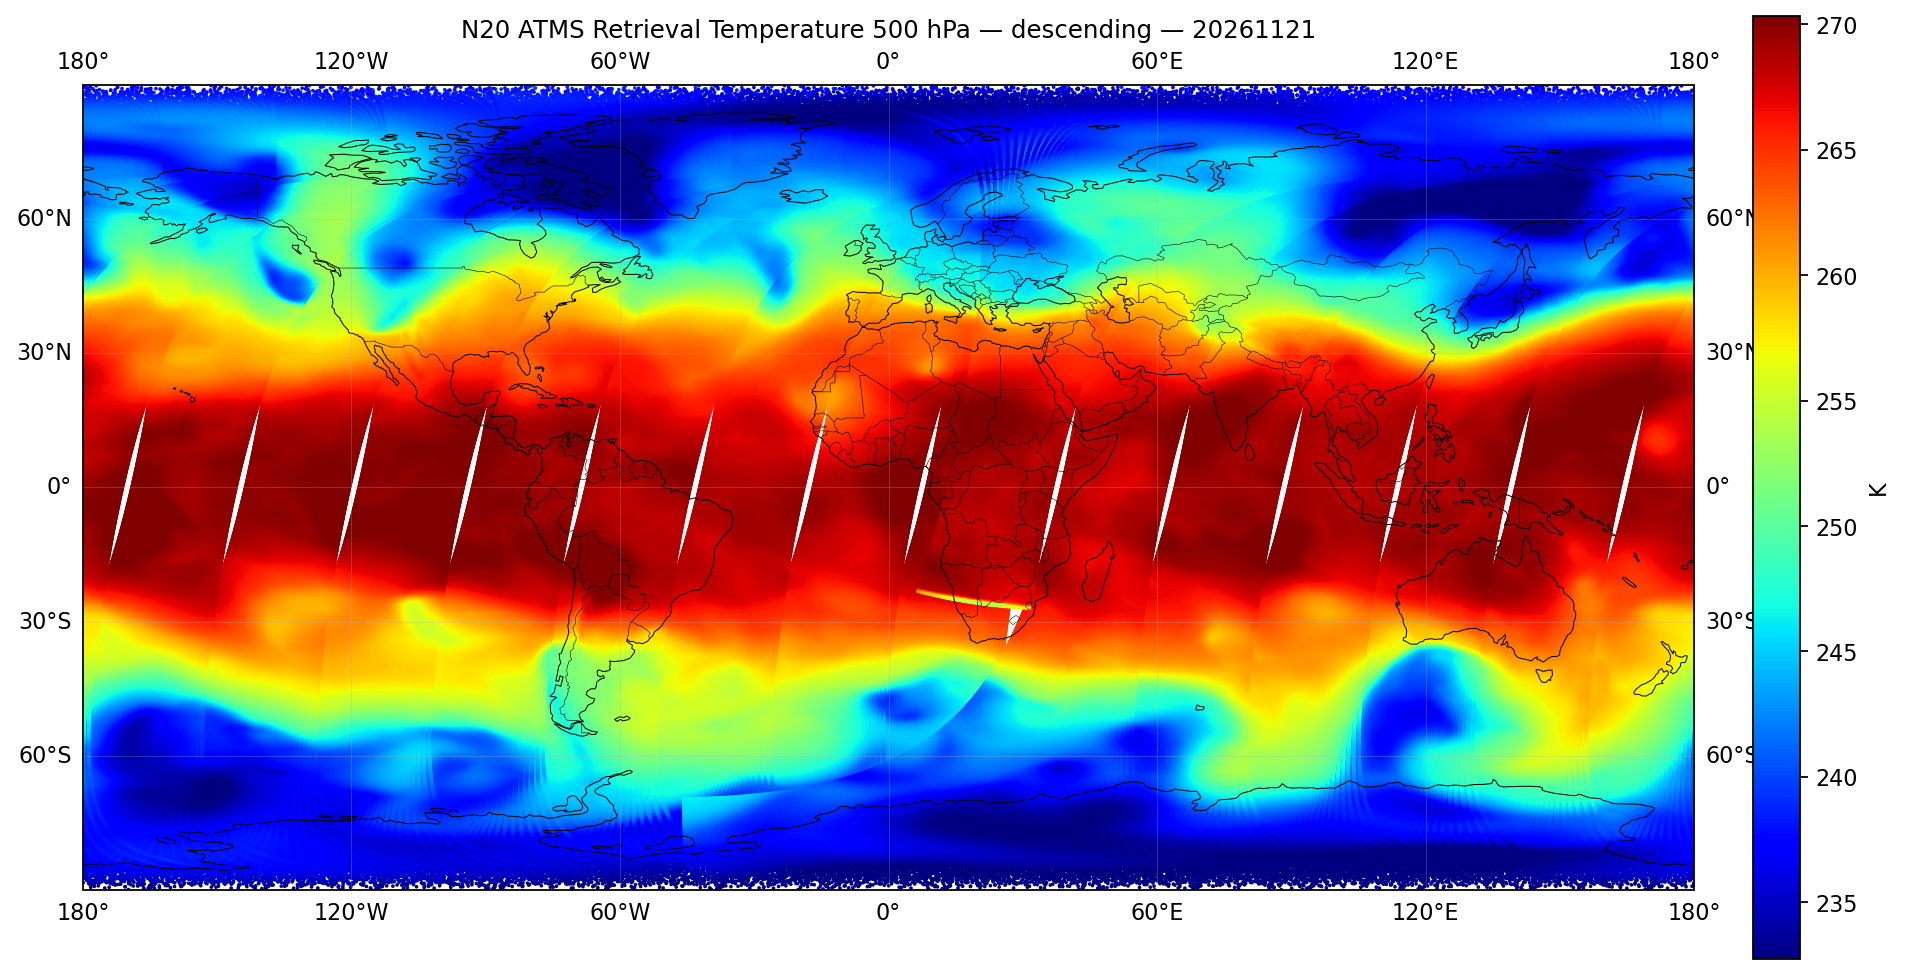 N20 ATMS Retrieval Temperature 500 hPa — descending — 20261121
180° 120°W 60°W 0° 60°E 120°E 180°
270
265
260
255
250
245
240
235
K
60°N 60°N
30°N 30°N
0° 0°
30°S 30°S
60°S 60°S
180° 120°W 60°W 0° 60°E 120°E 180°